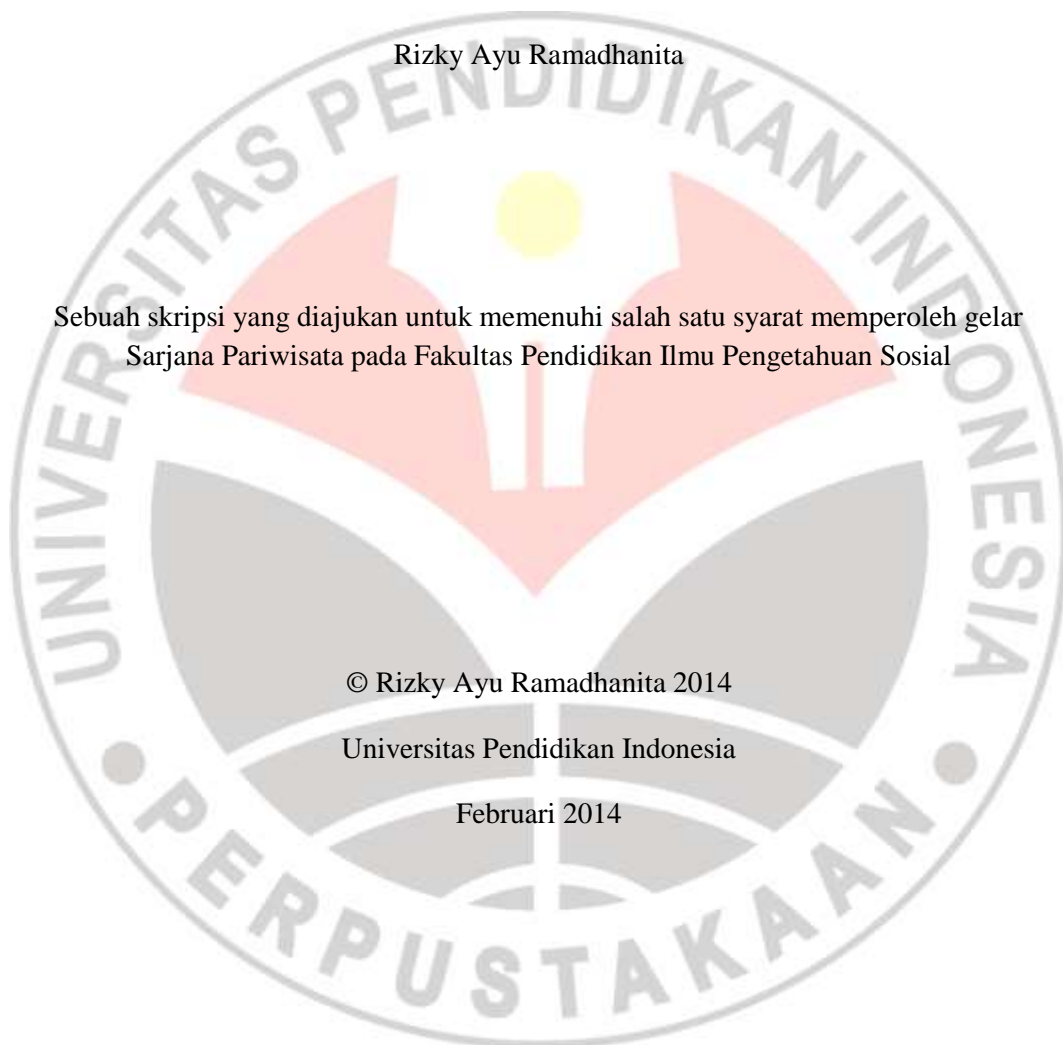 Rizky Ayu Ramadhanita
UNIVERSITAS PENDIDIKAN INDONESIA
Sebuah skripsi yang diajukan untuk memenuhi salah satu syarat memperoleh gelar
Sarjana Pariwisata pada Fakultas Pendidikan Ilmu Pengetahuan Sosial
© Rizky Ayu Ramadhanita 2014
Universitas Pendidikan Indonesia
Februari 2014
PERPUSTAKAAN